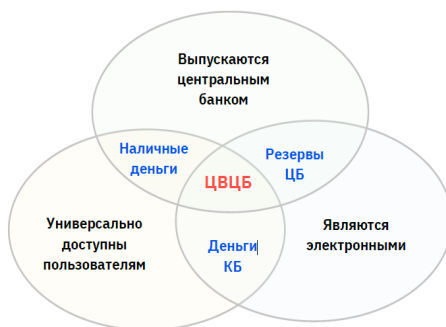 Выпускаются
центральным
банком
Наличные
деньги
Резервы
ЦБ
ЦВЦБ
Универсально
доступны
пользователям
Деньги
КБ
Являются
электронными